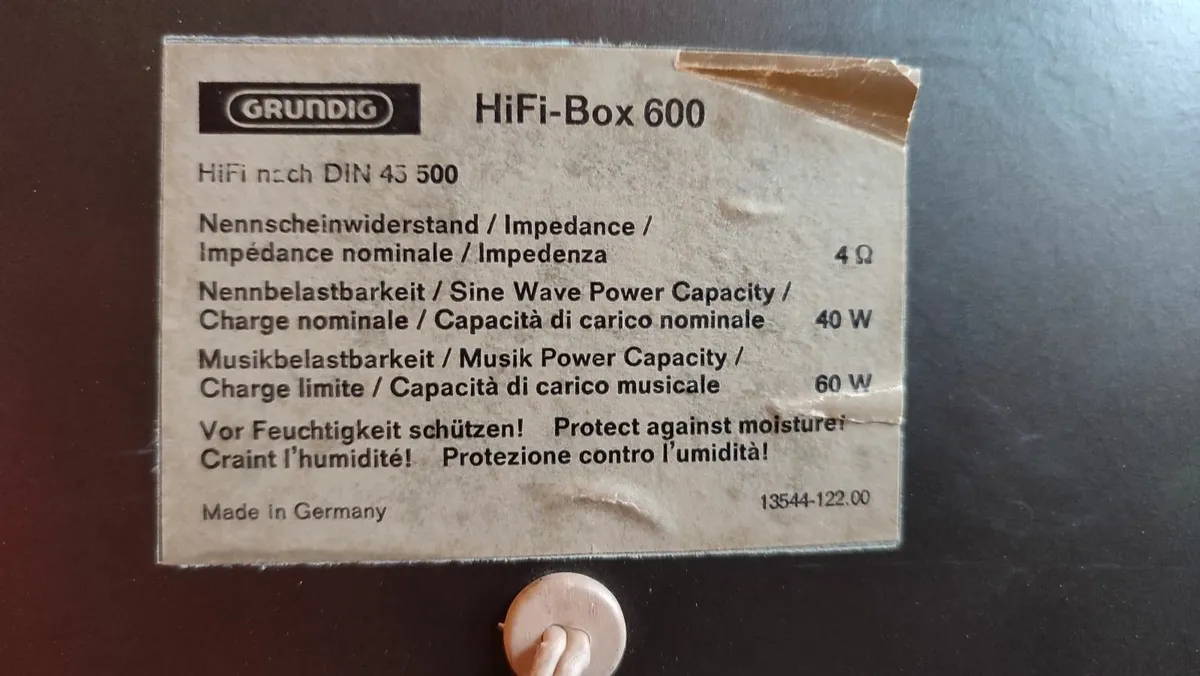 GRUNDIG
HiFi-Box 600
HiFi nach DIN 45 500
Nennscheinwiderstand / Impedance /
Impédance nominale / Impedenza 4 Ω
Nennbelastbarkeit / Sine Wave Power Capacity /
Charge nominale / Capacità di carico nominale 40 W
Musikbelastbarkeit / Musik Power Capacity /
Charge limite / Capacità di carico musicale 60 W
Vor Feuchtigkeit schützen! Protect against moisture!
Craint l'humidité! Protezione contro l'umidità!
Made in Germany 13544-122.00